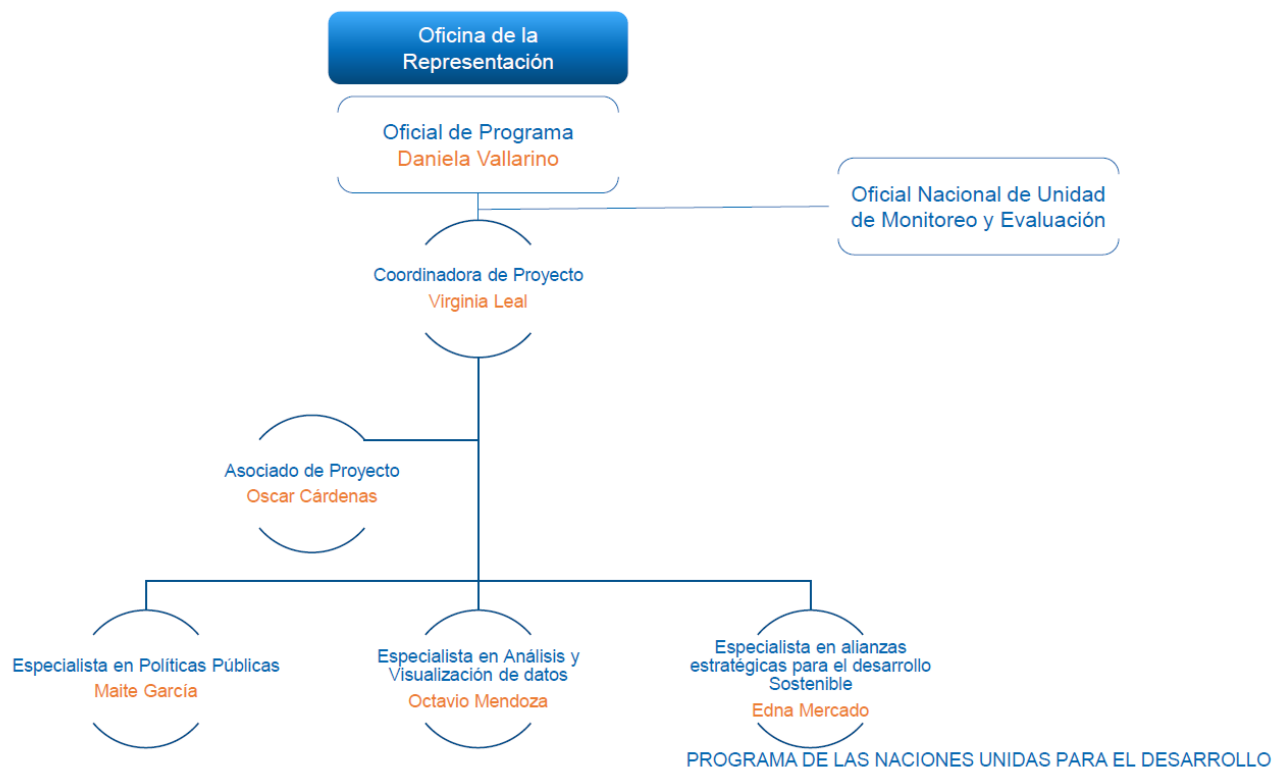 Oficina de la
Representación
Oficial de Programa
Daniela Vallarino
Oficial Nacional de Unidad
de Monitoreo y Evaluación
Coordinadora de Proyecto
Virginia Leal
Asociado de Proyecto
Oscar Cárdenas
Especialista en Políticas Públicas
Maite García
Especialista en Análisis y
Visualización de datos
Octavio Mendoza
Especialista en alianzas
estratégicas para el desarrollo
Sostenible
Edna Mercado
PROGRAMA DE LAS NACIONES UNIDAS PARA EL DESARROLLO